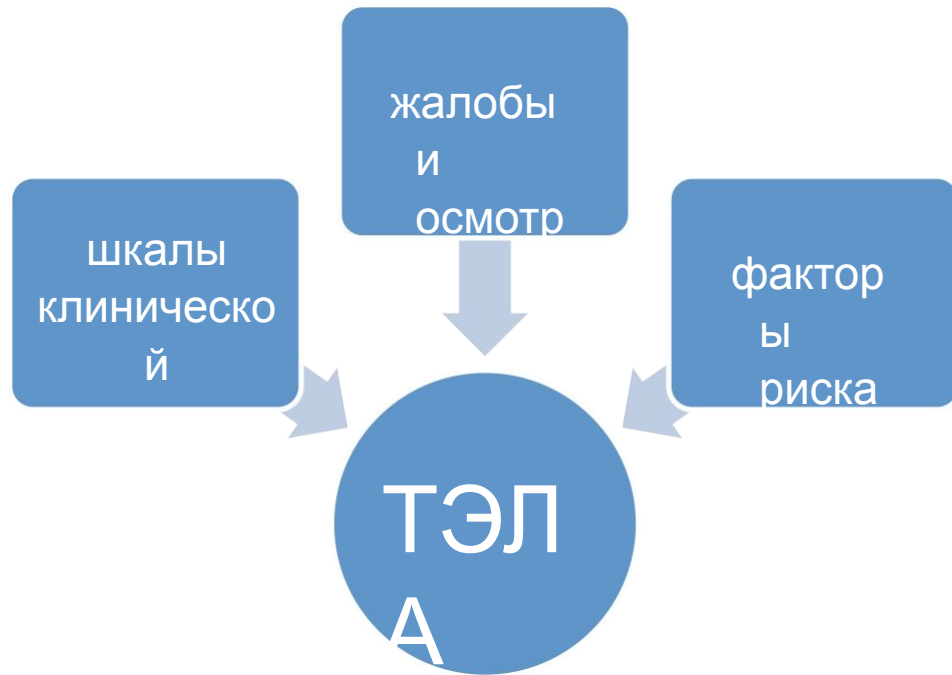 жалобы
и
осмотр
шкалы
клиническо
й
фактор
ы
риска
ТЭЛ
А